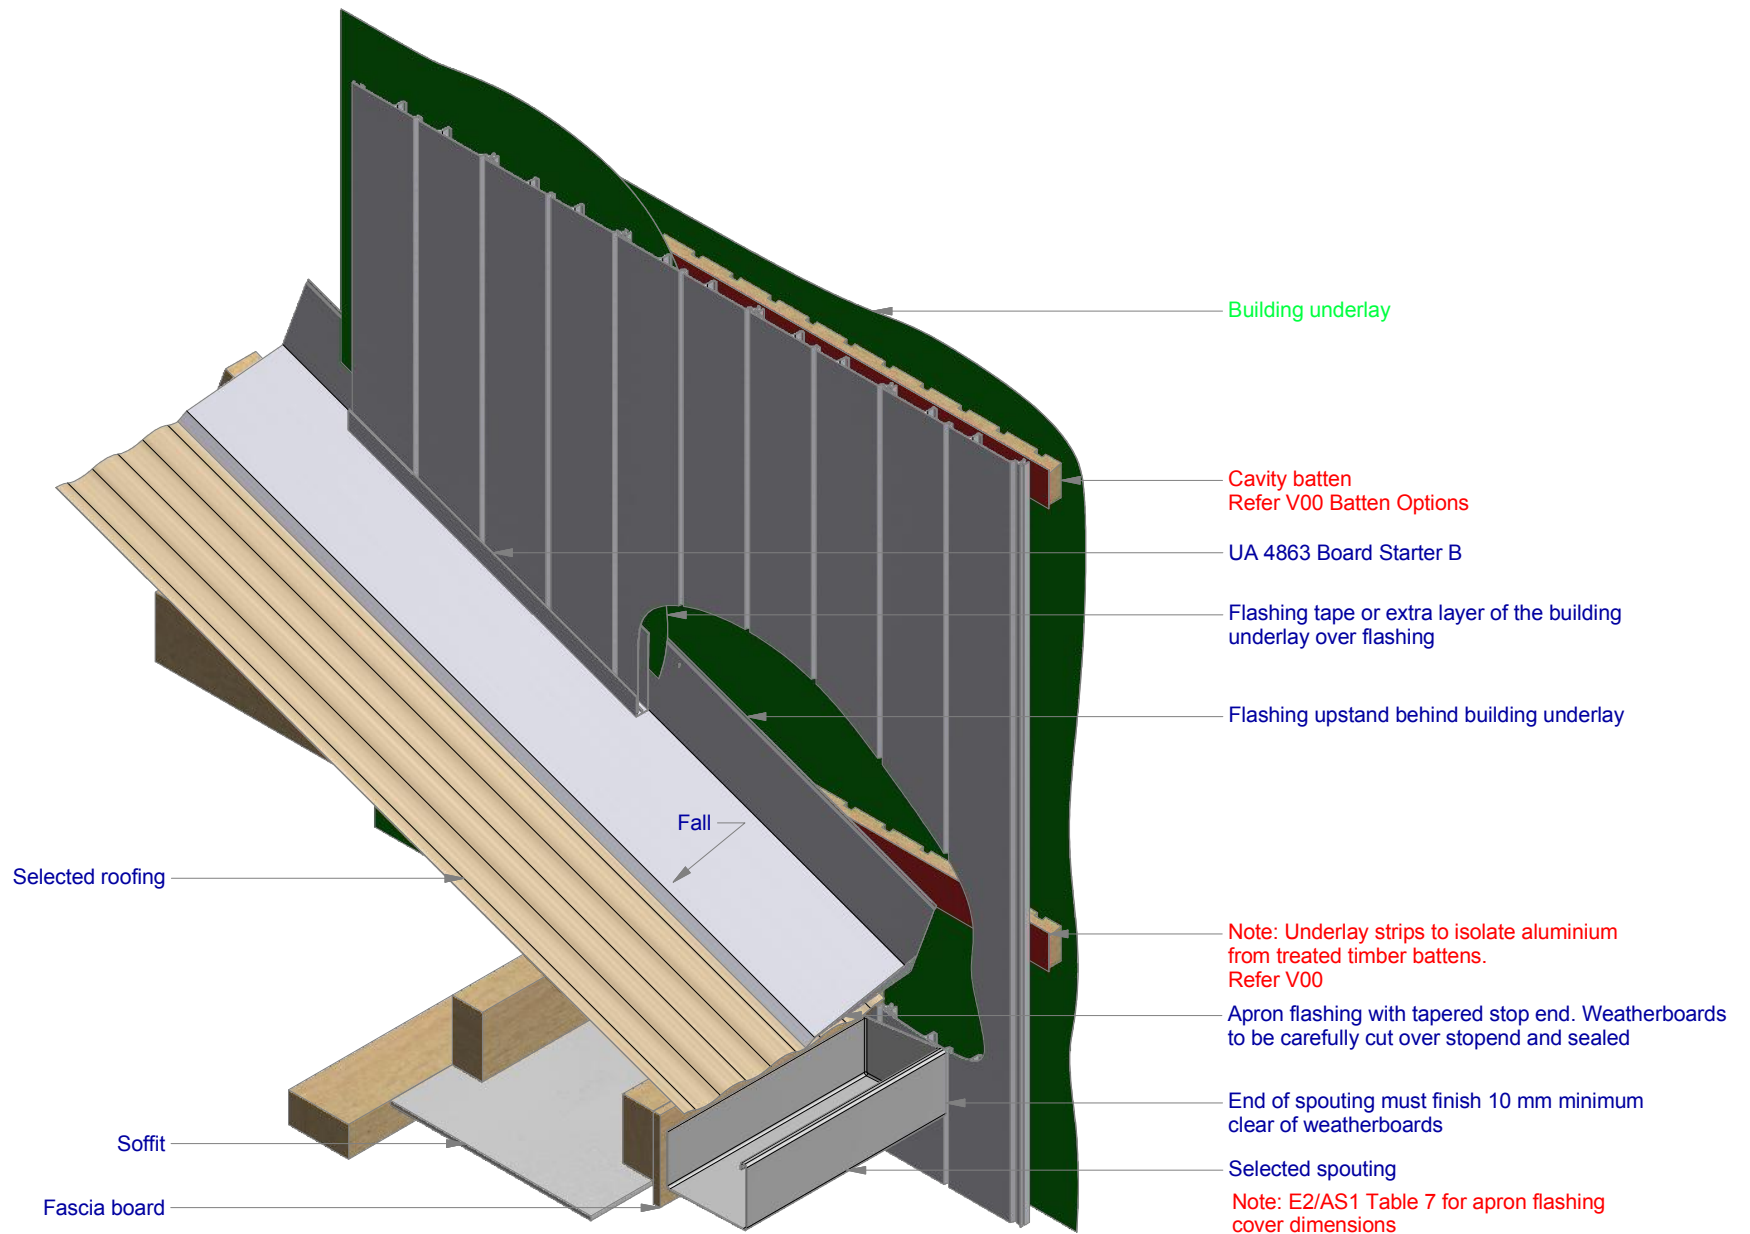 Building underlay
Cavity batten
Refer V00 Batten Options
UA 4863 Board Starter B
Flashing tape or extra layer of the building
underlay over flashing
Flashing upstand behind building underlay
Fall
Selected roofing
Note: Underlay strips to isolate aluminium
from treated timber battens.
Refer V00
Apron flashing with tapered stop end. Weatherboards
to be carefully cut over stopend and sealed
End of spouting must finish 10 mm minimum
clear of weatherboards
Soffit
Selected spouting
Fascia board
Note: E2/AS1 Table 7 for apron flashing
cover dimensions